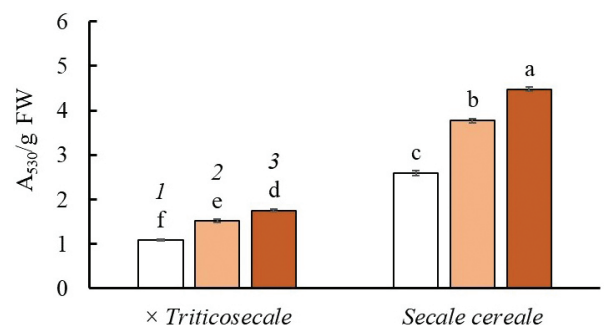 6
5
4
3
2
1
0
A₅₃₀/g FW
1
2
3
f
e
d
c
b
a
× Triticosecale
Secale cereale